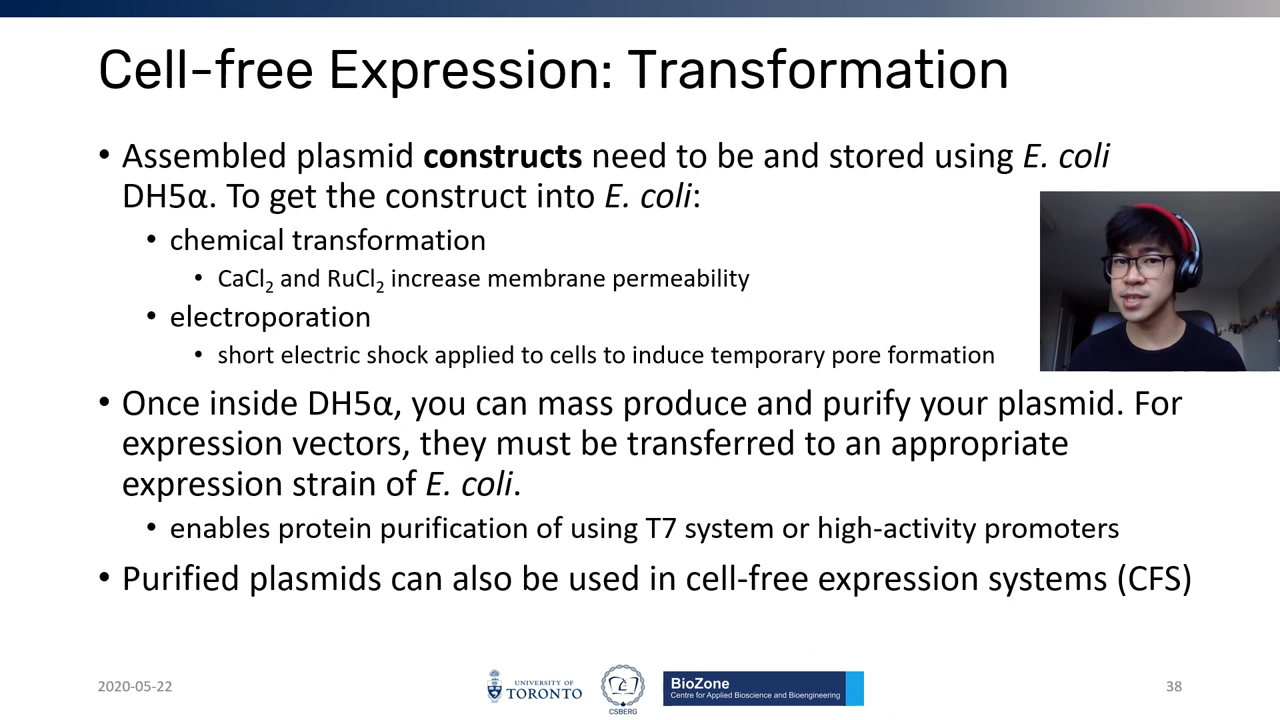 Cell-free Expression: Transformation
• Assembled plasmid constructs need to be and stored using E. coli
DH5α. To get the construct into E. coli:
• chemical transformation
• CaCl₂ and RuCl₂ increase membrane permeability
• electroporation
• short electric shock applied to cells to induce temporary pore formation
• Once inside DH5α, you can mass produce and purify your plasmid. For
expression vectors, they must be transferred to an appropriate
expression strain of E. coli.
• enables protein purification of using T7 system or high-activity promoters
• Purified plasmids can also be used in cell-free expression systems (CFS)
2020-05-22
UNIVERSITY OF
TORONTO
CSBERG
BioZone
Centre for Applied Bioscience and Bioengineering
38